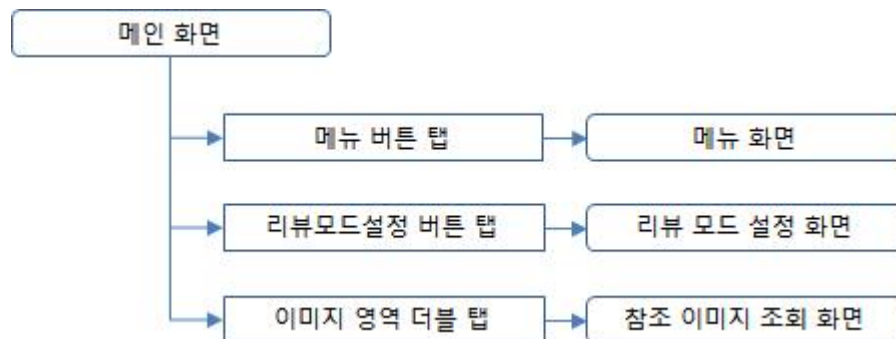 메인 화면
메뉴 버튼 탭
메뉴 화면
리뷰모드설정 버튼 탭
리뷰 모드 설정 화면
이미지 영역 더블 탭
참조 이미지 조회 화면